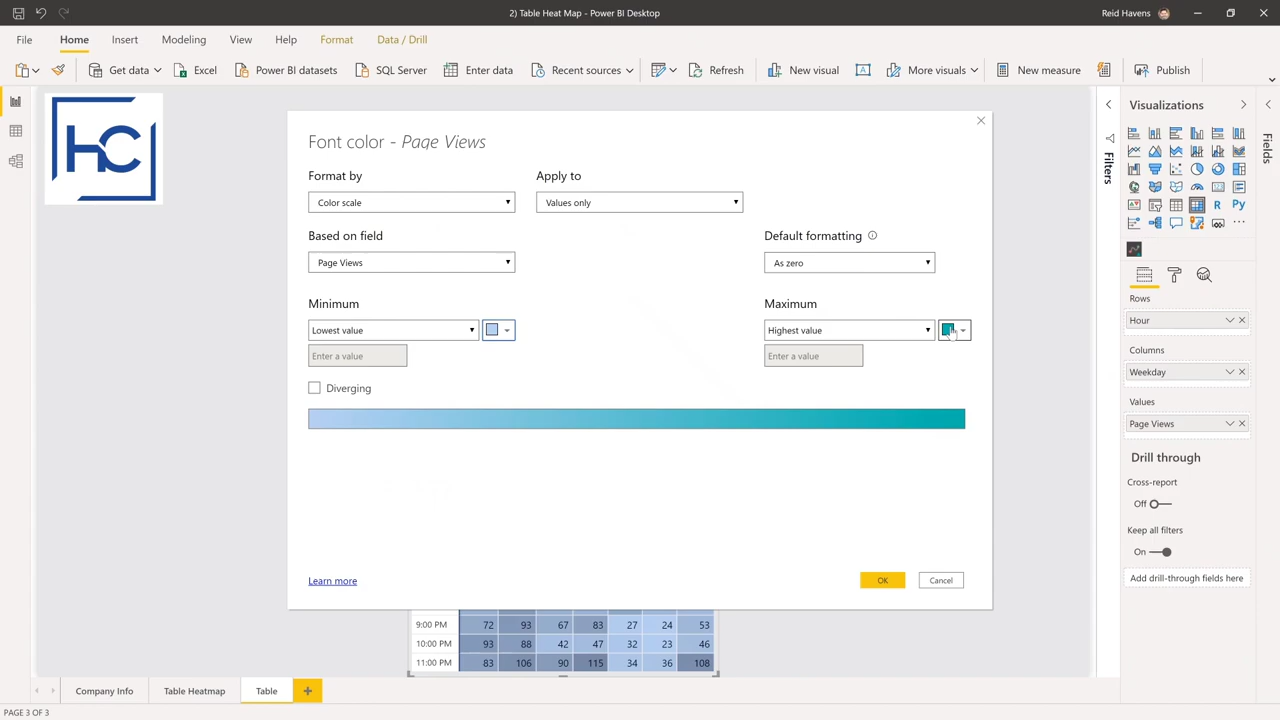 2) Table Heat Map - Power BI Desktop
Reid Havens
File Home Insert Modeling View Help Format Data / Drill
Get data Excel Power BI datasets SQL Server Enter data Recent sources Refresh New visual More visuals New measure Publish
hc
Font color - Page Views
Format by Apply to
Color scale Values only
Based on field Default formatting
Page Views As zero
Minimum Maximum
Lowest value Highest value
Enter a value Enter a value
Diverging
Learn more OK Cancel
9:00 PM 72 93 67 83 27 24 53
10:00 PM 93 88 42 47 32 23 46
11:00 PM 83 106 90 115 34 36 108
Filters
Visualizations
R Py
Rows
Hour
Columns
Weekday
Values
Page Views
Drill through
Cross-report
Off
Keep all filters
On
Add drill-through fields here
Fields
Company Info Table Heatmap Table +
PAGE 3 OF 3